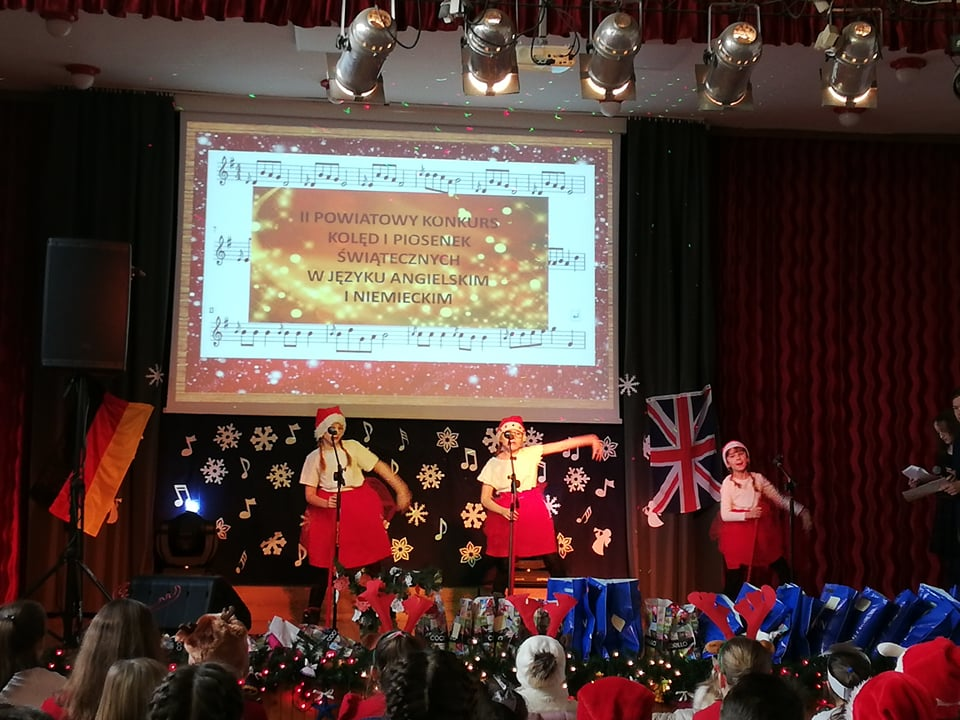 II POWIATOWY KONKURS
KOLĘD I PIOSENEK
ŚWIĄTECZNYCH
W JĘZYKU ANGIELSKIM
I NIEMIECKIM